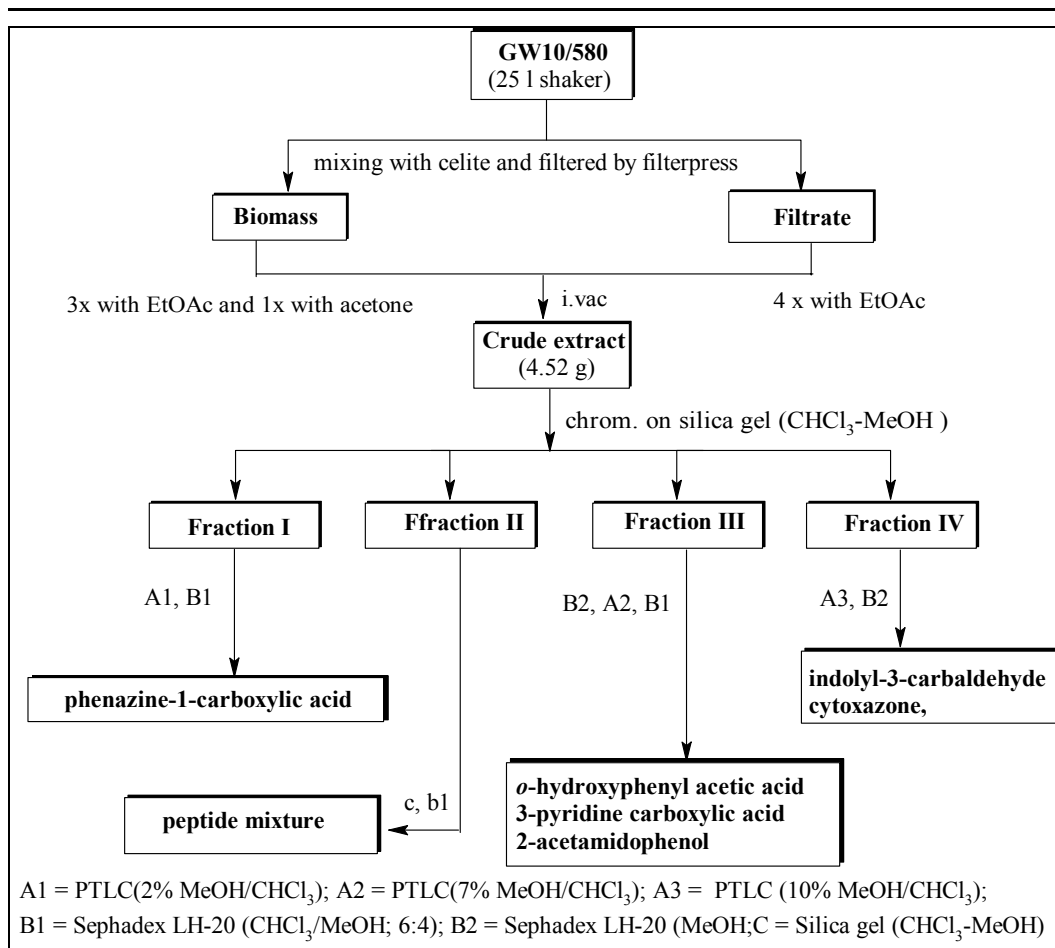 GW10/580
(25 l shaker)
mixing with celite and filtered by filterpress
Biomass
Filtrate
3x with EtOAc and 1x with acetone
i.vac
4 x with EtOAc
Crude extract
(4.52 g)
chrom. on silica gel (CHCl3-MeOH )
Fraction I
Ffraction II
Fraction III
Fraction IV
A1, B1
B2, A2, B1
A3, B2
phenazine-1-carboxylic acid
indolyl-3-carbaldehyde
cytoxazone,
c, b1
peptide mixture
o-hydroxyphenyl acetic acid
3-pyridine carboxylic acid
2-acetamidophenol
A1 = PTLC(2% MeOH/CHCl3); A2 = PTLC(7% MeOH/CHCl3); A3 = PTLC (10% MeOH/CHCl3);
B1 = Sephadex LH-20 (CHCl3/MeOH; 6:4); B2 = Sephadex LH-20 (MeOH;C = Silica gel (CHCl3-MeOH)